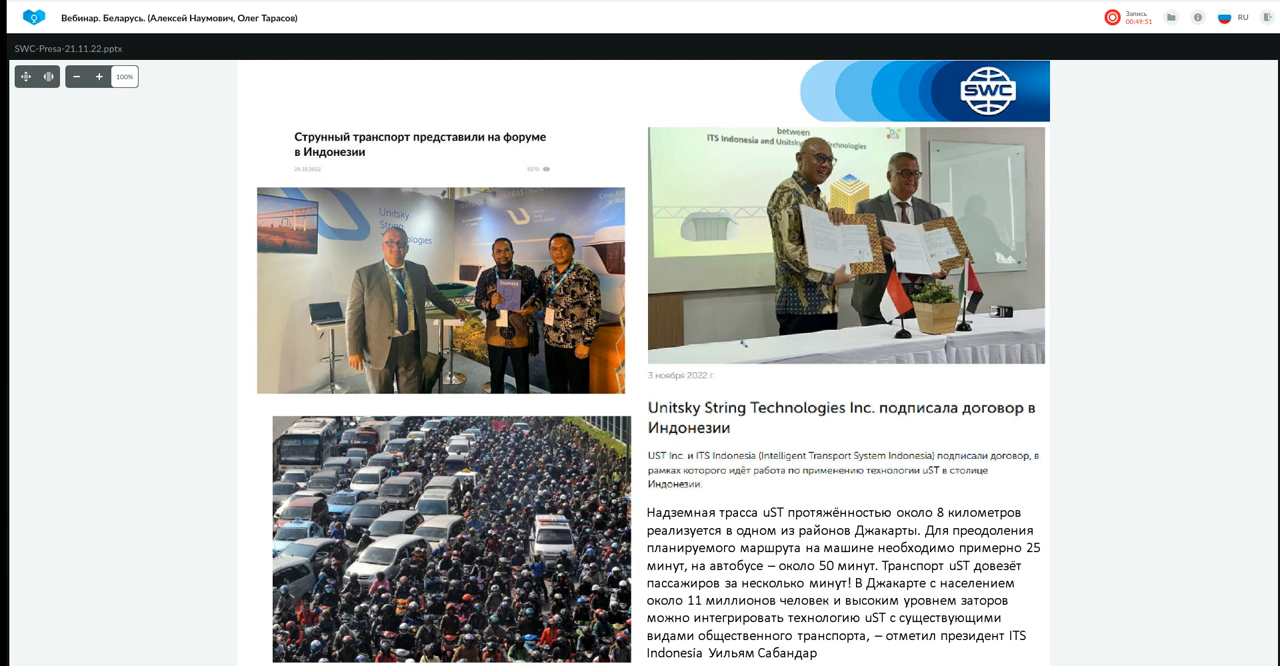 Вебинар. Беларусь. (Алексей Наумович, Олег Тарасов)
Запись
00:49:51
RU
SWC-Presa-21.11.22.pptx
100%
SWC
Струнный транспорт представили на форуме
в Индонезии
25.10.2022
9270
Unitsky
String
Technologies
between
ITS Indonesia and Unitsky
Technologies
3 ноября 2022 г.
Unitsky String Technologies Inc. подписала договор в
Индонезии
UST Inc. и ITS Indonesia (Intelligent Transport System Indonesia) подписали договор, в
рамках которого идёт работа по применению технологии uST в столице
Индонезии.
Надземная трасса uST протяжённостью около 8 километров
реализуется в одном из районов Джакарты. Для преодоления
планируемого маршрута на машине необходимо примерно 25
минут, на автобусе – около 50 минут. Транспорт uST довезёт
пассажиров за несколько минут! В Джакарте с населением
около 11 миллионов человек и высоким уровнем заторов
можно интегрировать технологию uST с существующими
видами общественного транспорта, – отметил президент ITS
Indonesia Уильям Сабандар